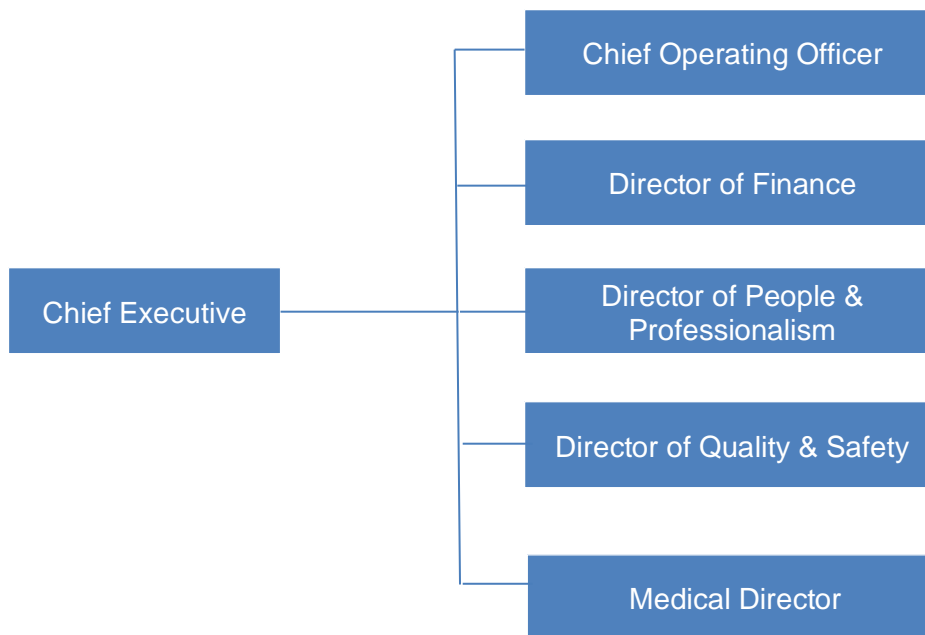 Chief Operating Officer
Director of Finance
Chief Executive
Director of People &
Professionalism
Director of Quality & Safety
Medical Director